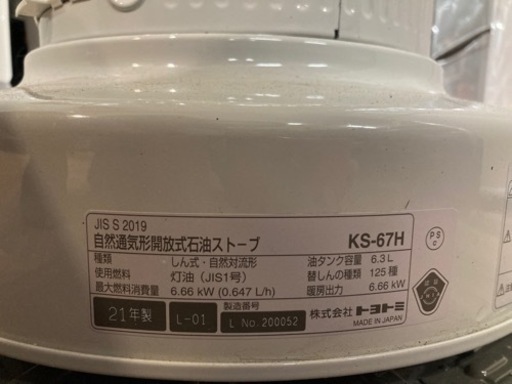 JIS S 2019
自然通気形開放式石油ストーブ KS-67H
種類 しん式・自然対流形 油タンク容量 6.3 L
使用燃料 灯油（JIS1号） 替しんの種類 125 種
最大燃料消費量 6.66 kW (0.647 L/h) 暖房出力 6.66 kW
製造番号
21年製 L-01 L No.200052 株式会社 トヨトミ
MADE IN JAPAN
PS
C